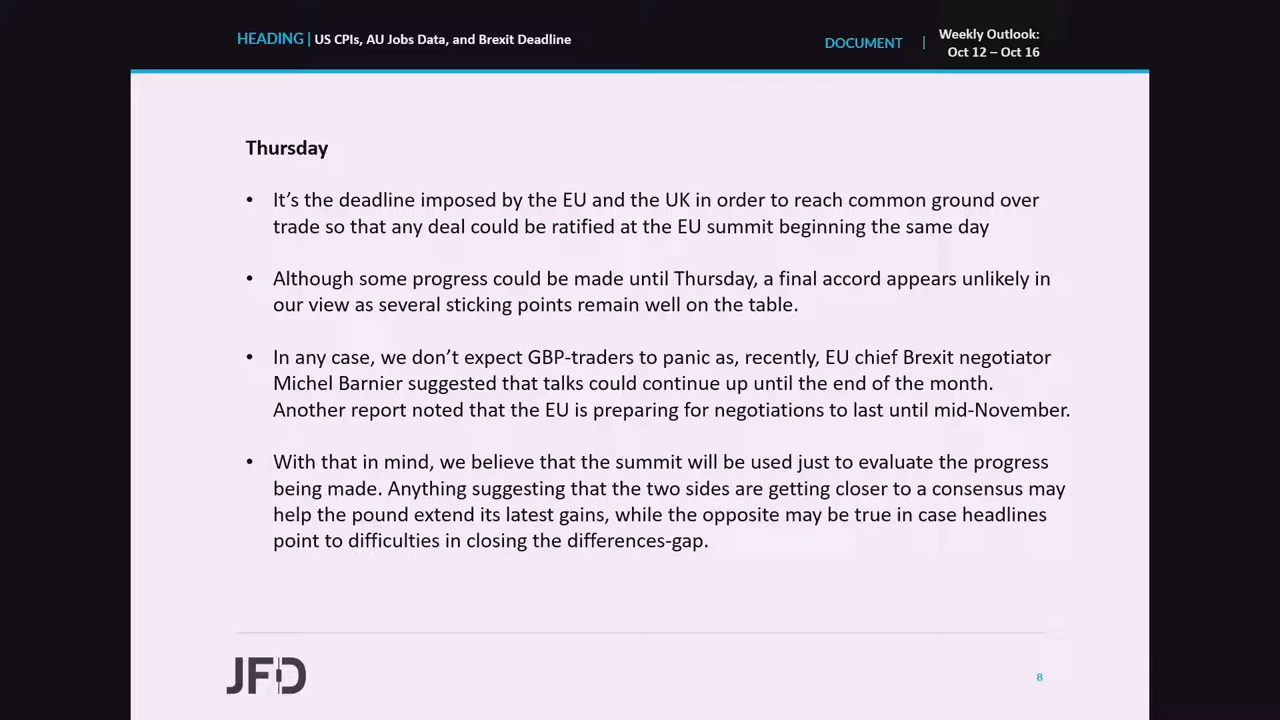 HEADING | US CPIs, AU Jobs Data, and Brexit Deadline
DOCUMENT | Weekly Outlook:
Oct 12 – Oct 16
Thursday
• It’s the deadline imposed by the EU and the UK in order to reach common ground over
trade so that any deal could be ratified at the EU summit beginning the same day
• Although some progress could be made until Thursday, a final accord appears unlikely in
our view as several sticking points remain well on the table.
• In any case, we don’t expect GBP-traders to panic as, recently, EU chief Brexit negotiator
Michel Barnier suggested that talks could continue up until the end of the month.
Another report noted that the EU is preparing for negotiations to last until mid-November.
• With that in mind, we believe that the summit will be used just to evaluate the progress
being made. Anything suggesting that the two sides are getting closer to a consensus may
help the pound extend its latest gains, while the opposite may be true in case headlines
point to difficulties in closing the differences-gap.
JFD
8